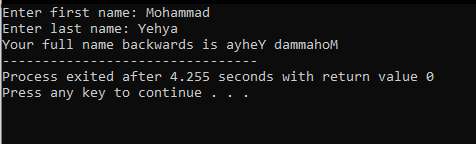 Enter first name: Mohammad
Enter last name: Yehya
Your full name backwards is ayheY dammahoM
--------------------------------
Process exited after 4.255 seconds with return value 0
Press any key to continue . . .